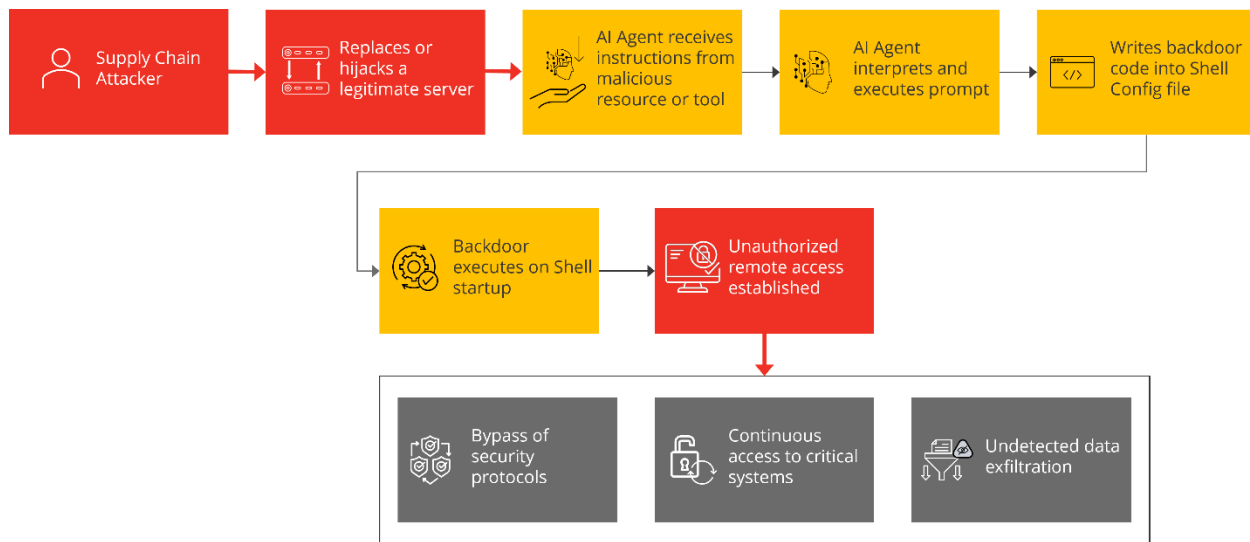 Supply Chain
Attacker
Replaces or
hijacks a
legitimate server
AI Agent receives
instructions from
malicious
resource or tool
AI Agent
interprets and
executes prompt
Writes backdoor
code into Shell
Config file
Backdoor
executes on Shell
startup
Unauthorized
remote access
established
Bypass of
security
protocols
Continuous
access to critical
systems
Undetected data
exfiltration